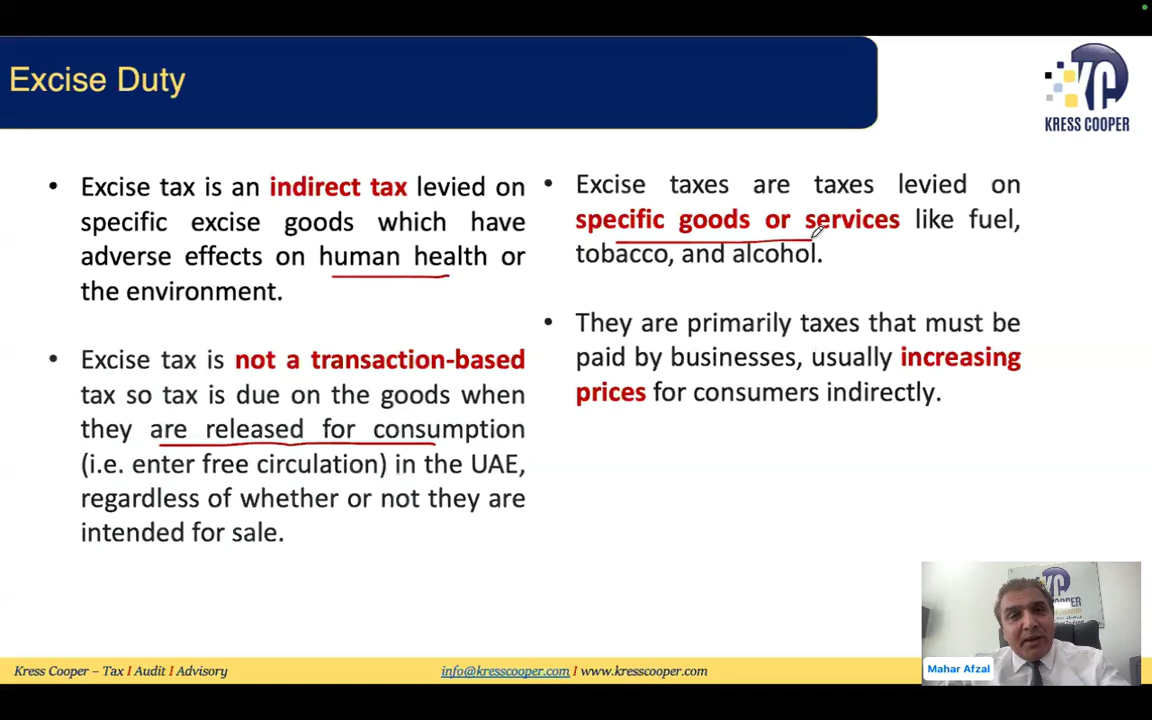 Excise Duty
KC
KRESS COOPER
• Excise tax is an indirect tax levied on
specific excise goods which have
adverse effects on human health or
the environment.
• Excise tax is not a transaction-based
tax so tax is due on the goods when
they are released for consumption
(i.e. enter free circulation) in the UAE,
regardless of whether or not they are
intended for sale.
• Excise taxes are taxes levied on
specific goods or services like fuel,
tobacco, and alcohol.
• They are primarily taxes that must be
paid by businesses, usually increasing
prices for consumers indirectly.
Mahar Afzal
Kress Cooper – Tax I Audit I Advisory
info@kresscooper.com I www.kresscooper.com